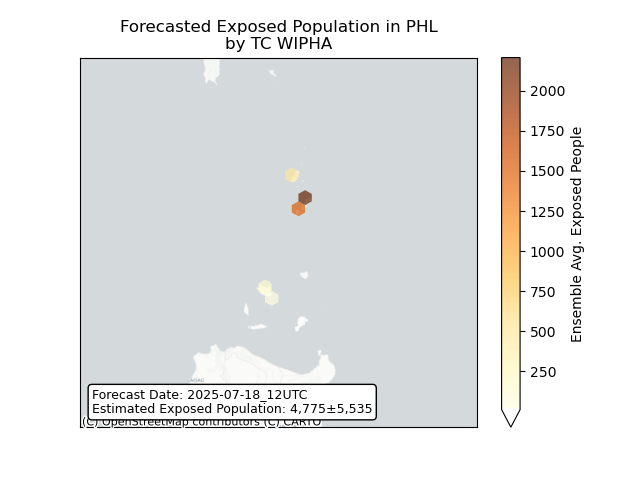 Forecasted Exposed Population in PHL
by TC WIPHA
2000
1750
1500
1250
1000
750
500
250
Ensemble Avg. Exposed People
Forecast Date: 2025-07-18_12UTC
Estimated Exposed Population: 4,775±5,535
(C) OpenStreetMap contributors (C) CARTO